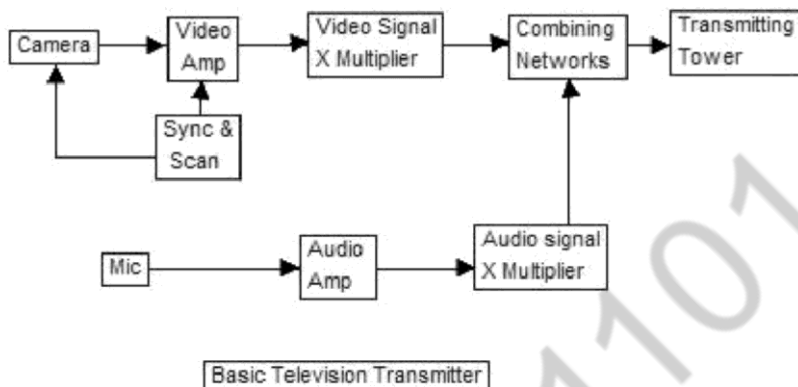 Camera
Video
Amp
Video Signal
X Multiplier
Combining
Networks
Transmitting
Tower
Sync &
Scan
Mic
Audio
Amp
Audio signal
X Multiplier
Basic Television Transmitter
1101